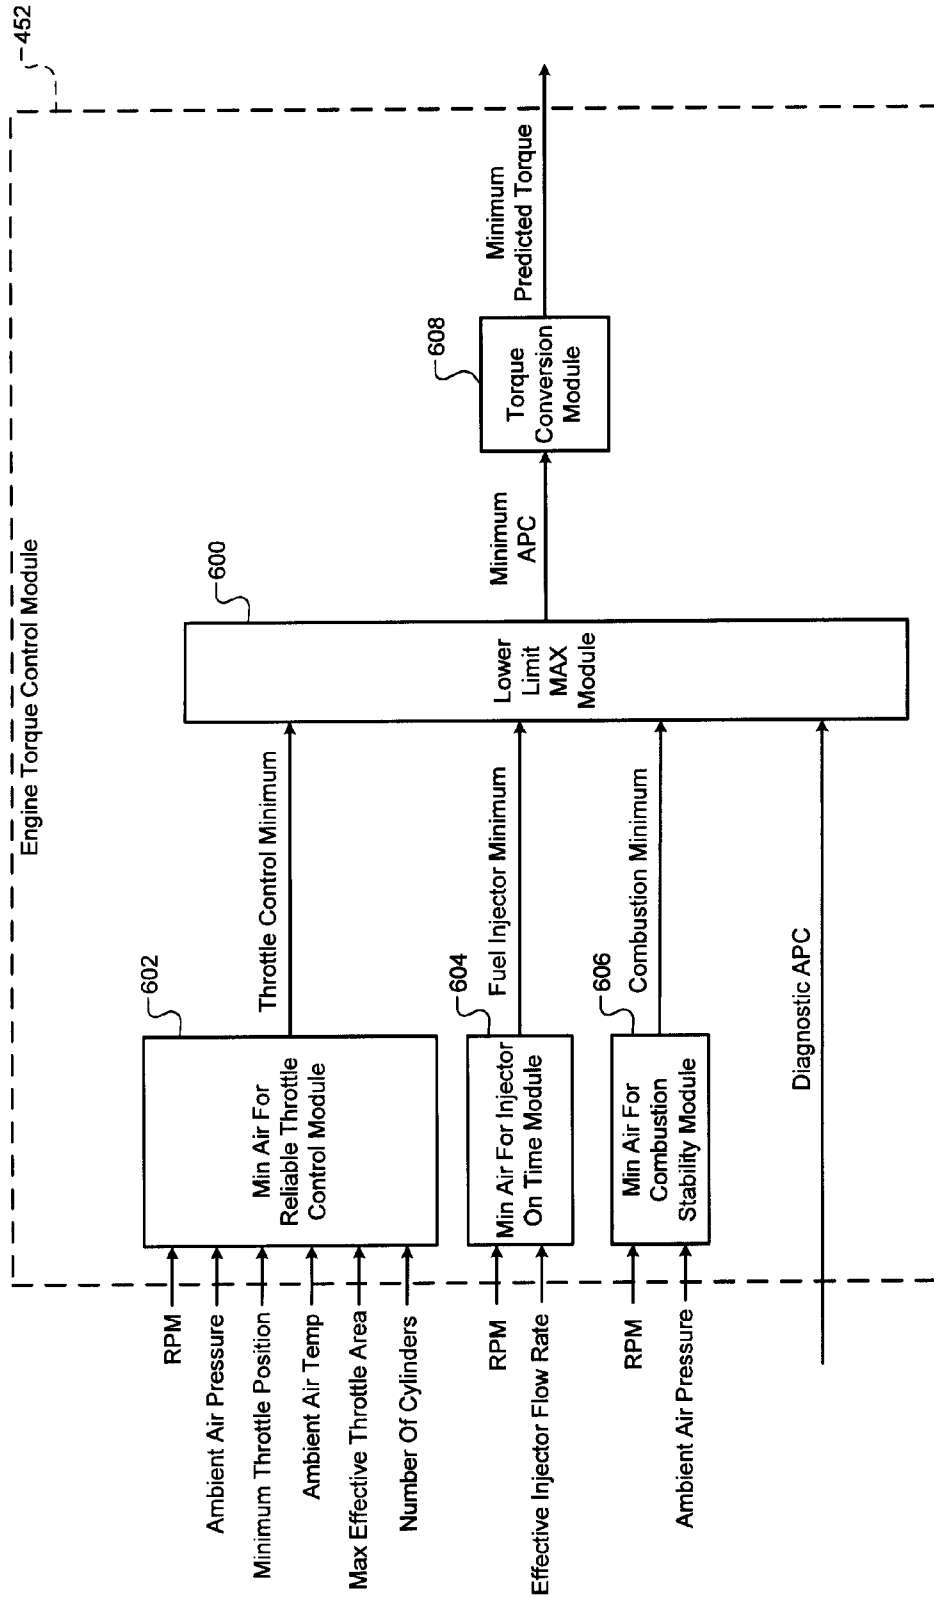 452
Engine Torque Control Module
RPM
Ambient Air Pressure
Minimum Throttle Position
Ambient Air Temp
Max Effective Throttle Area
Number Of Cylinders
602
Min Air For
Reliable Throttle
Control Module
Throttle Control Minimum
RPM
Effective Injector Flow Rate
604
Min Air For Injector
On Time Module
Fuel Injector Minimum
RPM
Ambient Air Pressure
606
Min Air For
Combustion
Stability Module
Combustion Minimum
Diagnostic APC
600
Lower
Limit
MAX
Module
Minimum
APC
608
Torque
Conversion
Module
Minimum
Predicted Torque